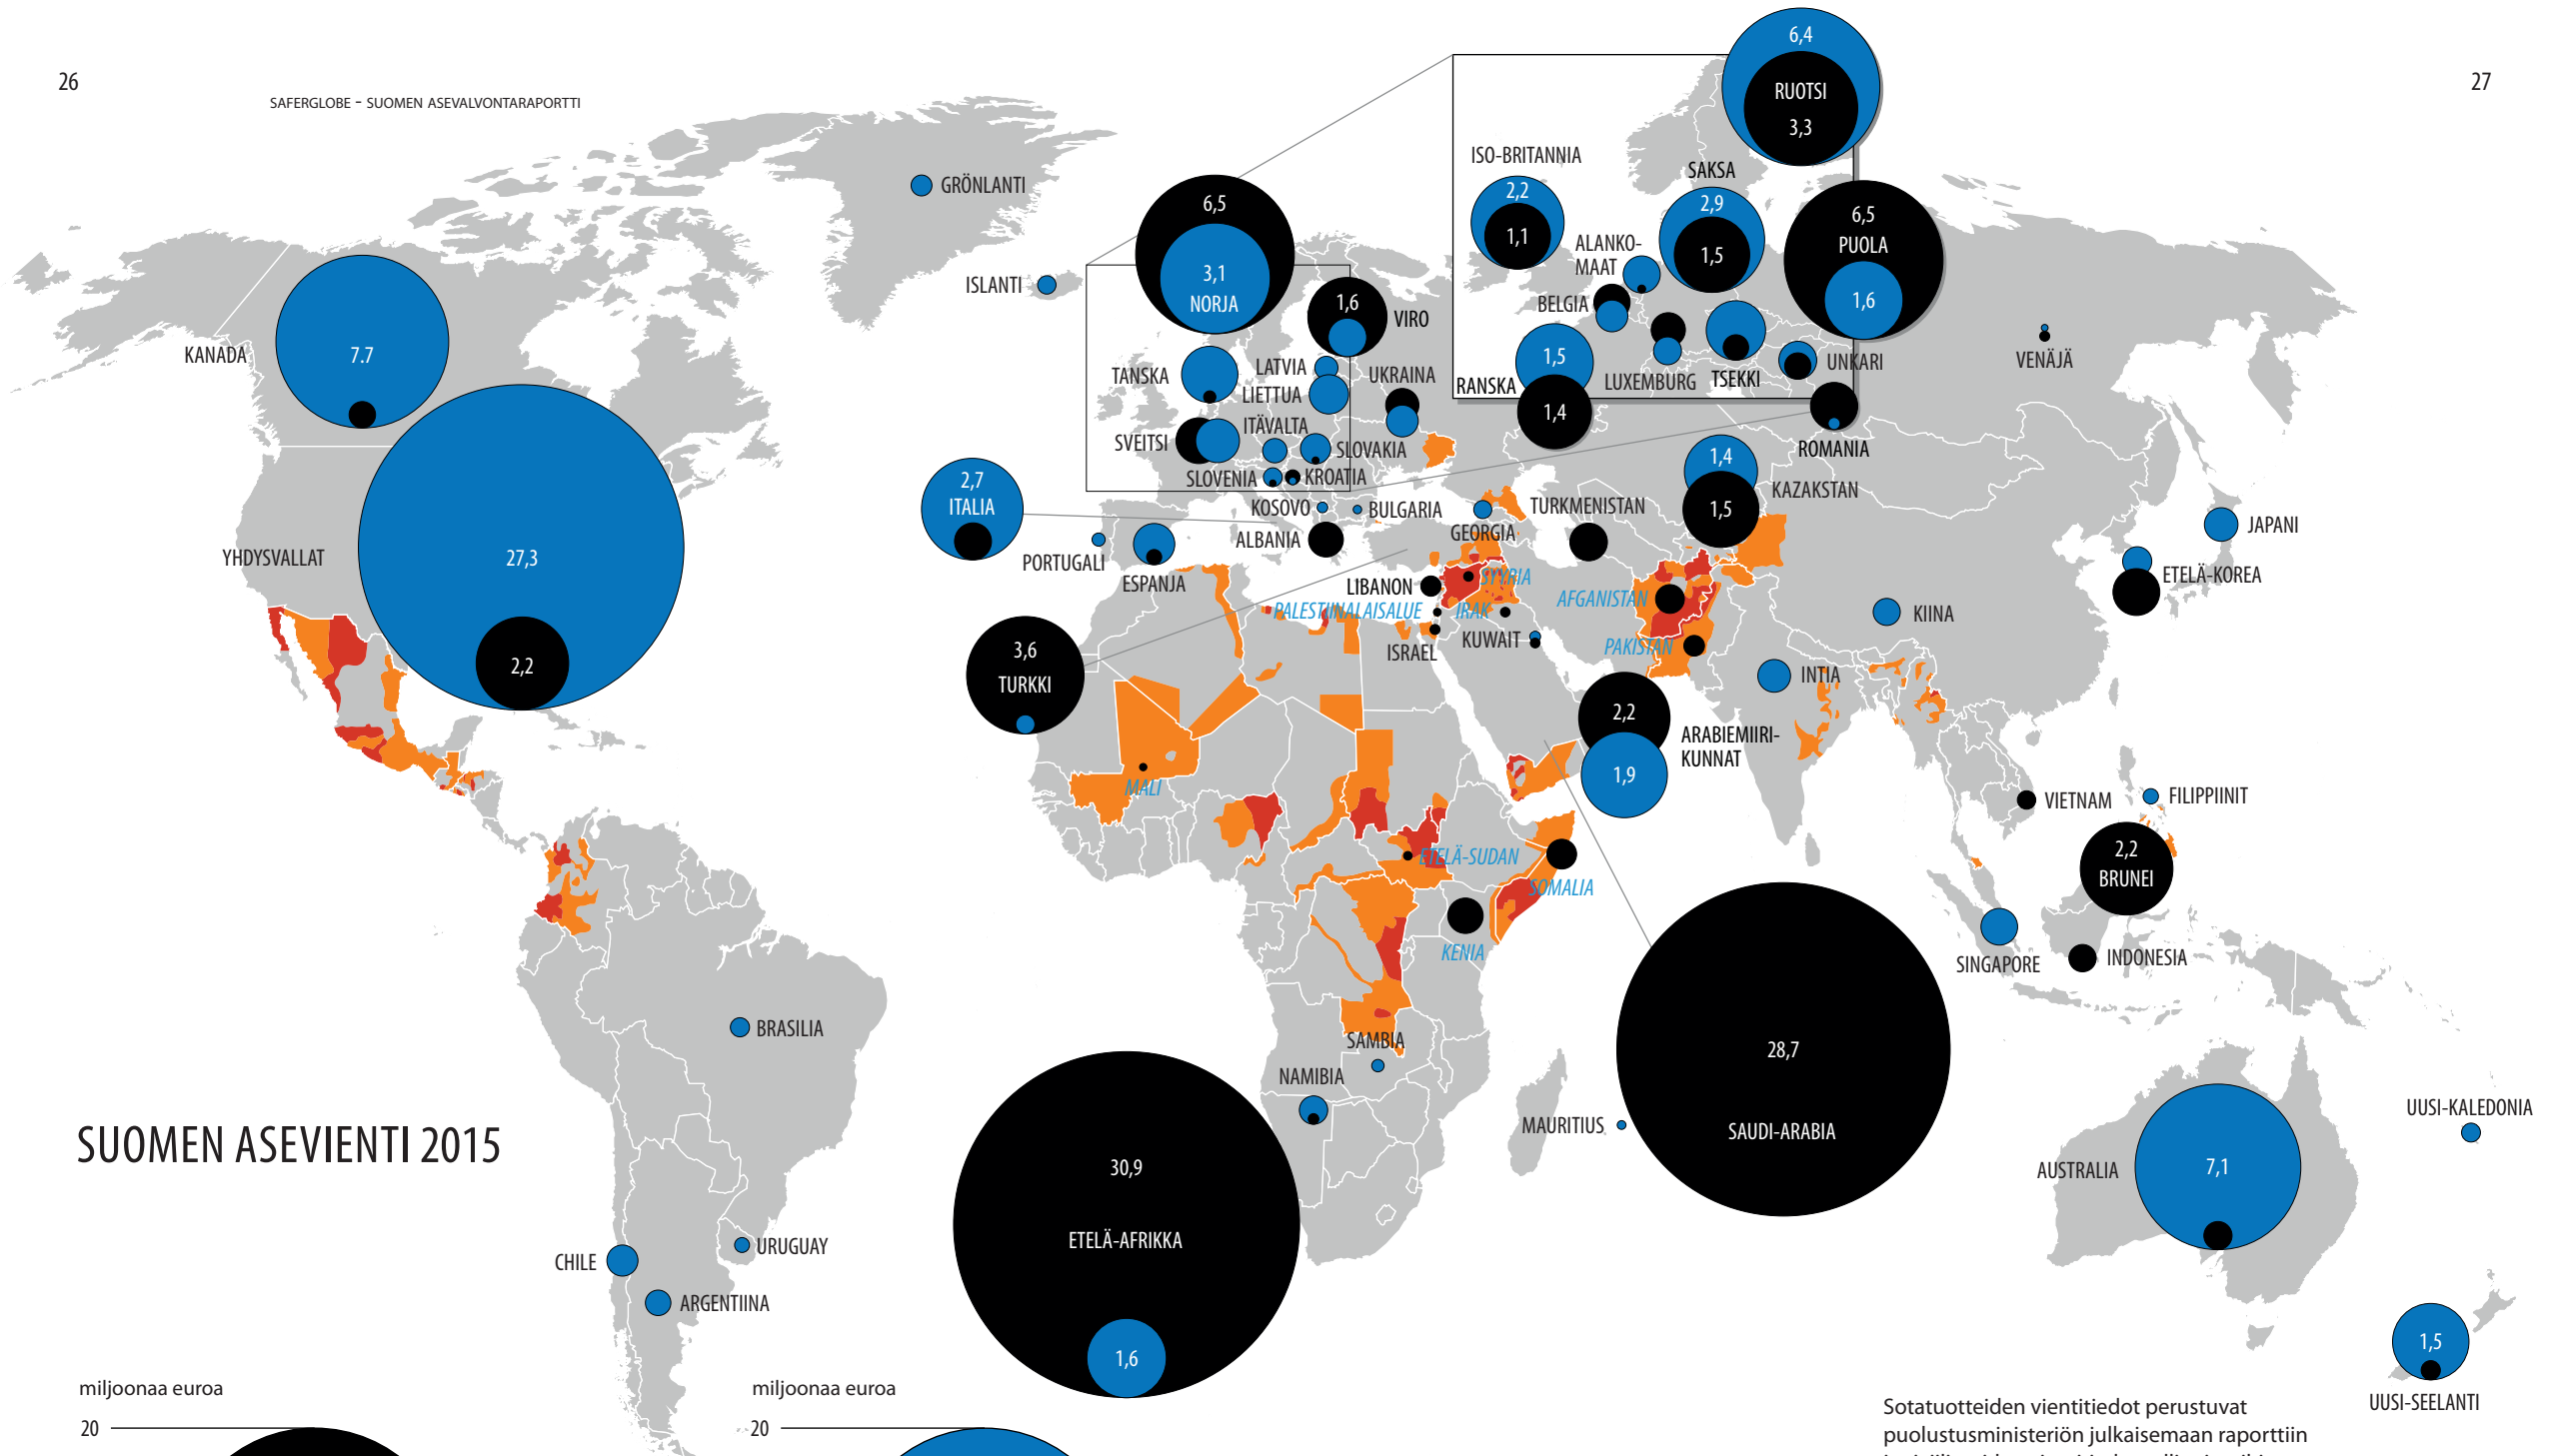 26
SAFERGLOBE - SUOMEN ASEVALVONTARAPORTTI
27
6,4
RUOTSI
3,3
ISO-BRITANNIA
2,2
1,1
SAKSA
2,9
1,5
ALANKO-
MAAT
BELGIA
6,5
PUOLA
1,6
RANSKA
1,5
1,4
LUXEMBURG
TSEKKI
UNKARI
ROMANIA
VENÄJÄ
GRÖNLANTI
ISLANTI
6,5
3,1
NORJA
1,6
VIRO
TANSKA
LATVIA
LIETTUA
UKRAINA
ITÄVALTA
SVEITSI
SLOVAKIA
SLOVENIA
KROATIA
KOSOVO
BULGARIA
ALBANIA
KANADA
7.7
YHDYSVALLAT
27,3
2,2
2,7
ITALIA
PORTUGALI
ESPANJA
GEORGIA
TURKMENISTAN
1,4
1,5
KAZAKSTAN
JAPANI
ETELÄ-KOREA
LIBANON
SYYRIA
PALESTIINALAISALUE
IRAK
ISRAEL
KUWAIT
AFGANISTAN
PAKISTAN
KIINA
INTIA
3,6
TURKKI
2,2
ARABIEMIIRI-
KUNNAT
1,9
MALI
ETELÄ-SUDAN
SOMALIA
KENIA
VIETNAM
FILIPPIINIT
2,2
BRUNEI
SINGAPORE
INDONESIA
BRASILIA
SAMBIA
NAMIBIA
MAURITIUS
28,7
SAUDI-ARABIA
30,9
ETELÄ-AFRIKKA
1,6
UUSI-KALEDONIA
AUSTRALIA
7,1
SUOMEN ASEVIENTI 2015
CHILE
URUGUAY
ARGENTIINA
1,5
UUSI-SEELANTI
miljoonaa euroa
20
miljoonaa euroa
20
Sotatuotteiden vientitiedot perustuvat
puolustusministeriön julkaisemaan raporttiin